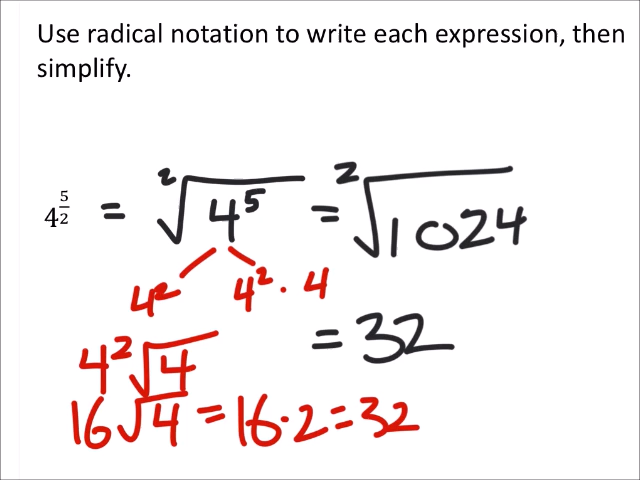 Use radical notation to write each expression, then
simplify.
4^{5/2} = ²√4⁵ = ²√1024
4² 4² · 4
= 32
4²√4
16√4 = 16·2 = 32